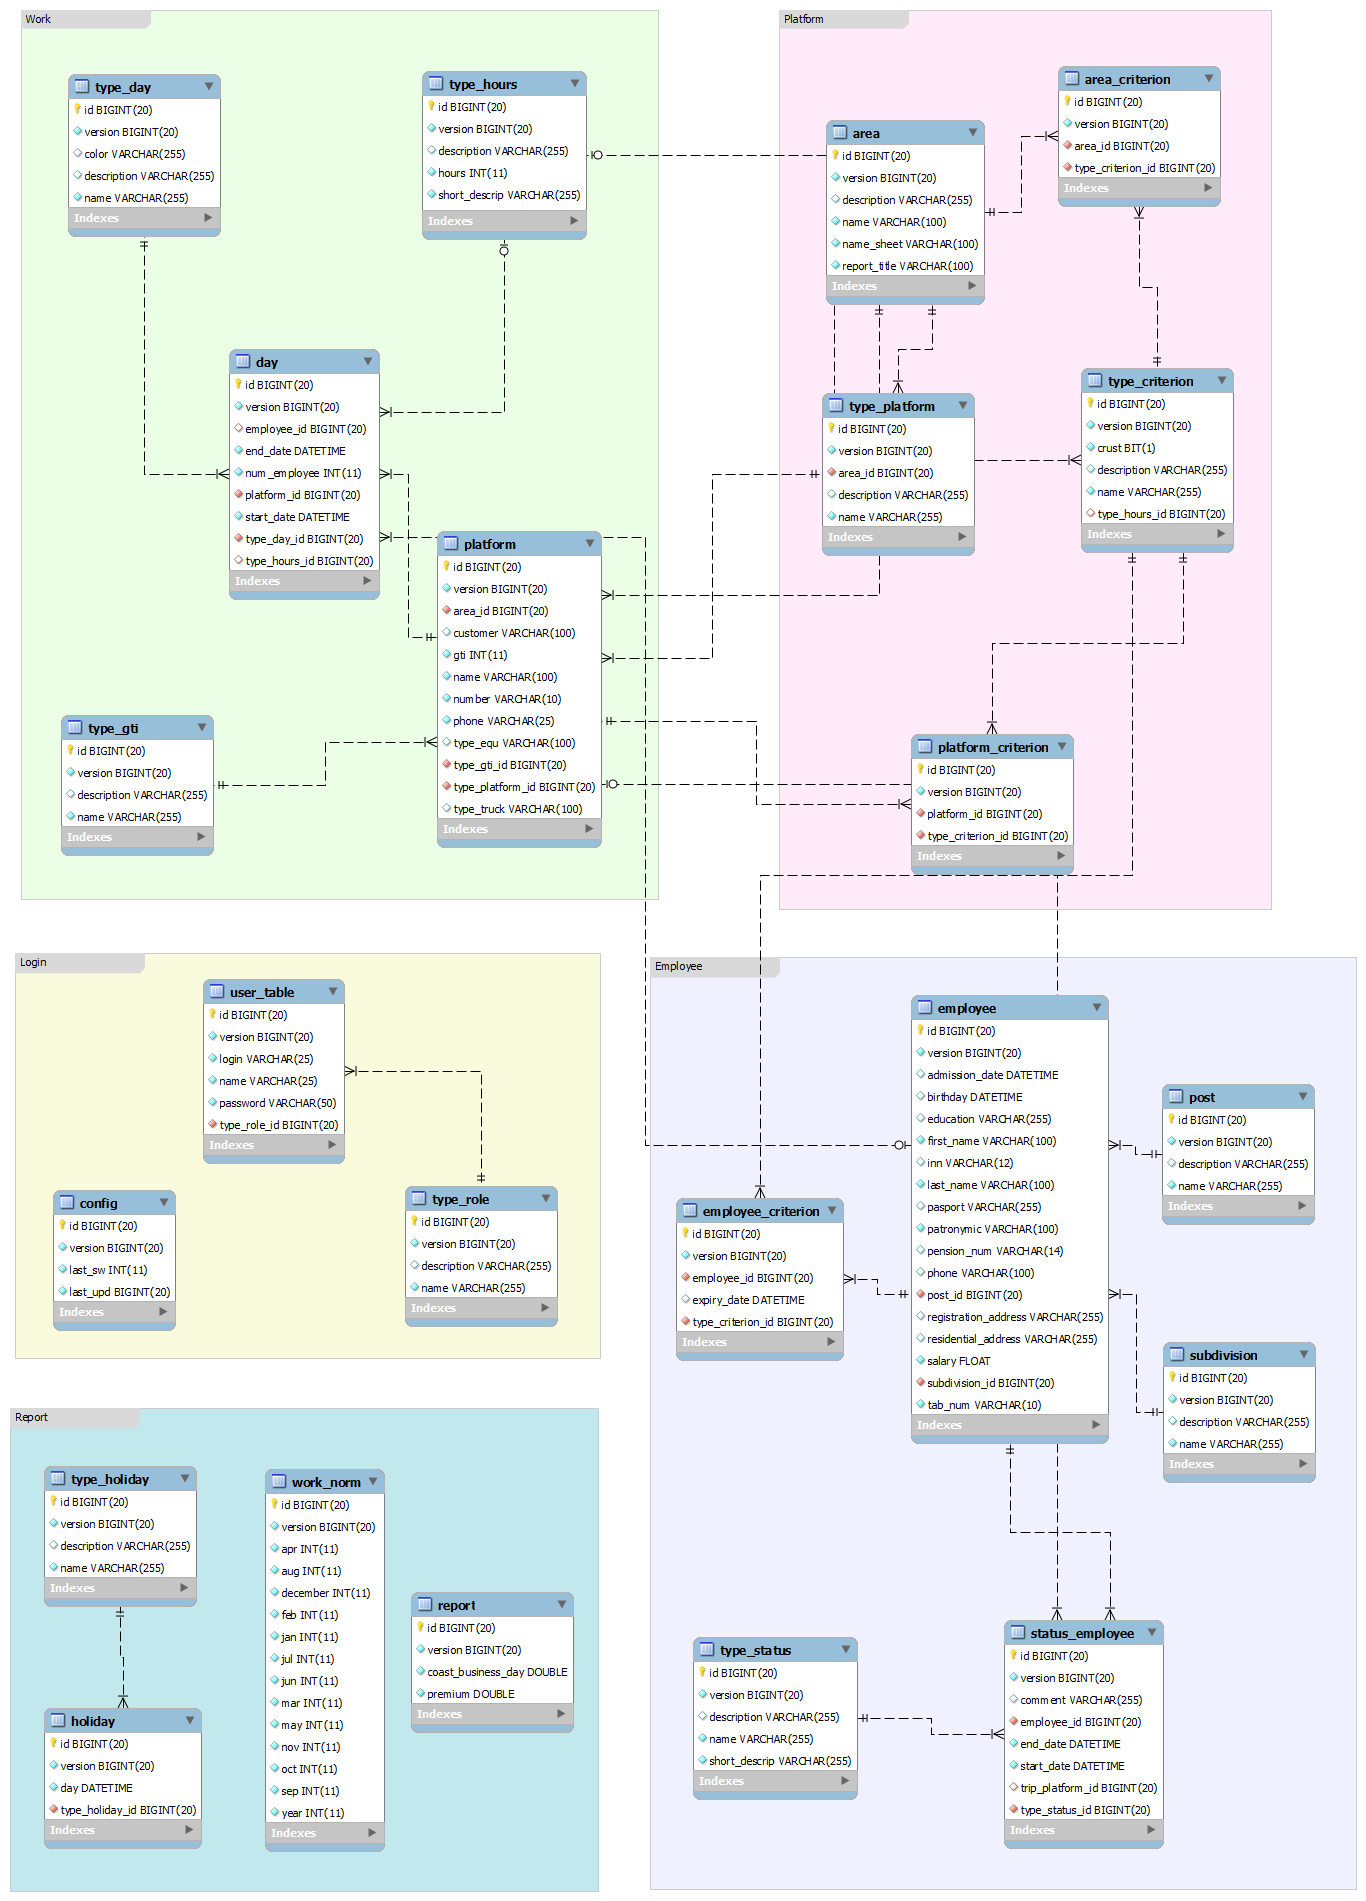 Work
type_day
id BIGINT(20)
version BIGINT(20)
color VARCHAR(255)
description VARCHAR(255)
name VARCHAR(255)
Indexes
type_hours
id BIGINT(20)
version BIGINT(20)
description VARCHAR(255)
hours INT(11)
short_descrip VARCHAR(255)
Indexes
day
id BIGINT(20)
version BIGINT(20)
employee_id BIGINT(20)
end_date DATETIME
num_employee INT(11)
platform_id BIGINT(20)
start_date DATETIME
type_day_id BIGINT(20)
type_hours_id BIGINT(20)
Indexes
platform
id BIGINT(20)
version BIGINT(20)
area_id BIGINT(20)
customer VARCHAR(100)
gti INT(11)
name VARCHAR(100)
number VARCHAR(10)
phone VARCHAR(25)
type_equ VARCHAR(100)
type_gti_id BIGINT(20)
type_platform_id BIGINT(20)
type_truck VARCHAR(100)
Indexes
type_gti
id BIGINT(20)
version BIGINT(20)
description VARCHAR(255)
name VARCHAR(255)
Indexes
Platform
area
id BIGINT(20)
version BIGINT(20)
description VARCHAR(255)
name VARCHAR(100)
name_sheet VARCHAR(100)
report_title VARCHAR(100)
Indexes
area_criterion
id BIGINT(20)
version BIGINT(20)
area_id BIGINT(20)
type_criterion_id BIGINT(20)
Indexes
type_platform
id BIGINT(20)
version BIGINT(20)
area_id BIGINT(20)
description VARCHAR(255)
name VARCHAR(255)
Indexes
type_criterion
id BIGINT(20)
version BIGINT(20)
crust BIT(1)
description VARCHAR(255)
name VARCHAR(255)
type_hours_id BIGINT(20)
Indexes
platform_criterion
id BIGINT(20)
version BIGINT(20)
platform_id BIGINT(20)
type_criterion_id BIGINT(20)
Indexes
Login
user_table
id BIGINT(20)
version BIGINT(20)
login VARCHAR(25)
name VARCHAR(25)
password VARCHAR(50)
type_role_id BIGINT(20)
Indexes
config
id BIGINT(20)
version BIGINT(20)
last_sw INT(11)
last_upd BIGINT(20)
Indexes
type_role
id BIGINT(20)
version BIGINT(20)
description VARCHAR(255)
name VARCHAR(255)
Indexes
Employee
employee
id BIGINT(20)
version BIGINT(20)
admission_date DATETIME
birthday DATETIME
education VARCHAR(255)
first_name VARCHAR(100)
inn VARCHAR(12)
last_name VARCHAR(100)
pasport VARCHAR(255)
patronymic VARCHAR(100)
pension_num VARCHAR(14)
phone VARCHAR(100)
post_id BIGINT(20)
registration_address VARCHAR(255)
residential_address VARCHAR(255)
salary FLOAT
subdivision_id BIGINT(20)
tab_num VARCHAR(10)
Indexes
post
id BIGINT(20)
version BIGINT(20)
description VARCHAR(255)
name VARCHAR(255)
Indexes
employee_criterion
id BIGINT(20)
version BIGINT(20)
employee_id BIGINT(20)
expiry_date DATETIME
type_criterion_id BIGINT(20)
Indexes
subdivision
id BIGINT(20)
version BIGINT(20)
description VARCHAR(255)
name VARCHAR(255)
Indexes
type_status
id BIGINT(20)
version BIGINT(20)
description VARCHAR(255)
name VARCHAR(255)
short_descrip VARCHAR(255)
Indexes
status_employee
id BIGINT(20)
version BIGINT(20)
comment VARCHAR(255)
employee_id BIGINT(20)
end_date DATETIME
start_date DATETIME
trip_platform_id BIGINT(20)
type_status_id BIGINT(20)
Indexes
Report
type_holiday
id BIGINT(20)
version BIGINT(20)
description VARCHAR(255)
name VARCHAR(255)
Indexes
holiday
id BIGINT(20)
version BIGINT(20)
day DATETIME
type_holiday_id BIGINT(20)
Indexes
work_norm
id BIGINT(20)
version BIGINT(20)
apr INT(11)
aug INT(11)
december INT(11)
feb INT(11)
jan INT(11)
jul INT(11)
jun INT(11)
mar INT(11)
may INT(11)
nov INT(11)
oct INT(11)
sep INT(11)
year INT(11)
Indexes
report
id BIGINT(20)
version BIGINT(20)
coast_business_day DOUBLE
premium DOUBLE
Indexes